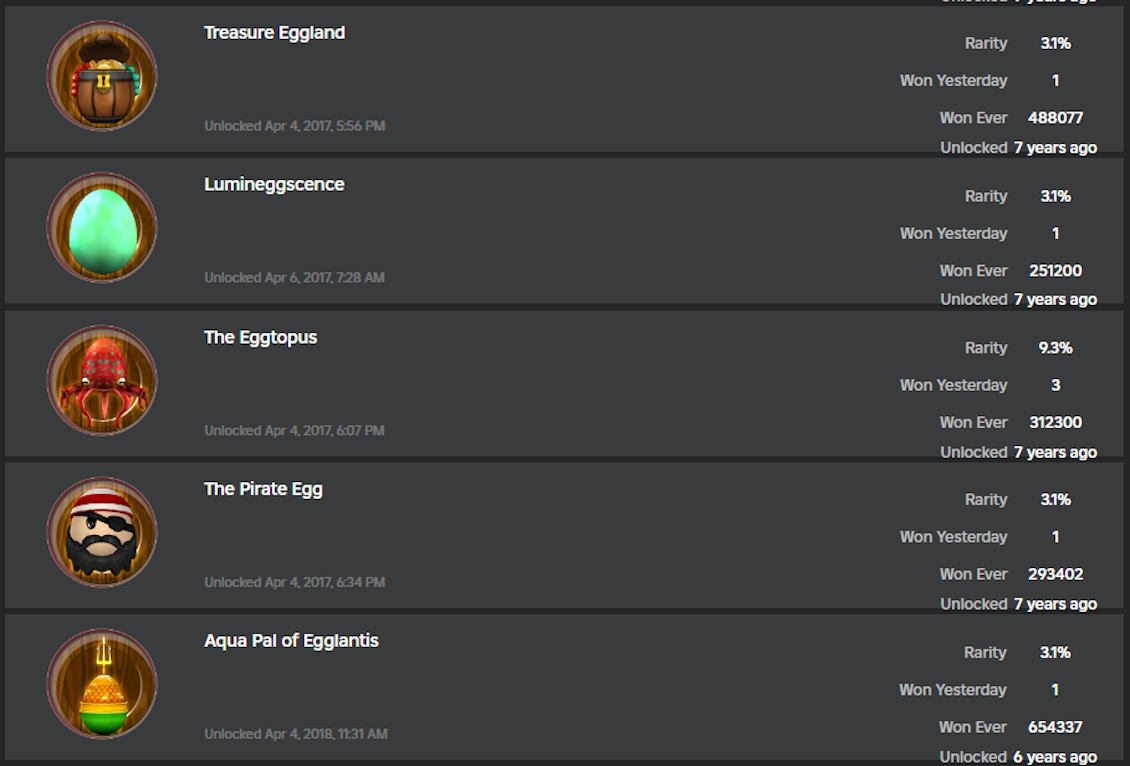 Unlocked 7 years ago
Treasure Eggland
Rarity 3.1%
Won Yesterday 1
Won Ever 488077
Unlocked Apr 4, 2017, 5:56 PM
Unlocked 7 years ago
Lumineggscence
Rarity 3.1%
Won Yesterday 1
Won Ever 251200
Unlocked Apr 6, 2017, 7:28 AM
Unlocked 7 years ago
The Eggtopus
Rarity 9.3%
Won Yesterday 3
Won Ever 312300
Unlocked Apr 4, 2017, 6:07 PM
Unlocked 7 years ago
The Pirate Egg
Rarity 3.1%
Won Yesterday 1
Won Ever 293402
Unlocked Apr 4, 2017, 6:34 PM
Unlocked 7 years ago
Aqua Pal of Egglantis
Rarity 3.1%
Won Yesterday 1
Won Ever 654337
Unlocked Apr 4, 2018, 11:31 AM
Unlocked 6 years ago